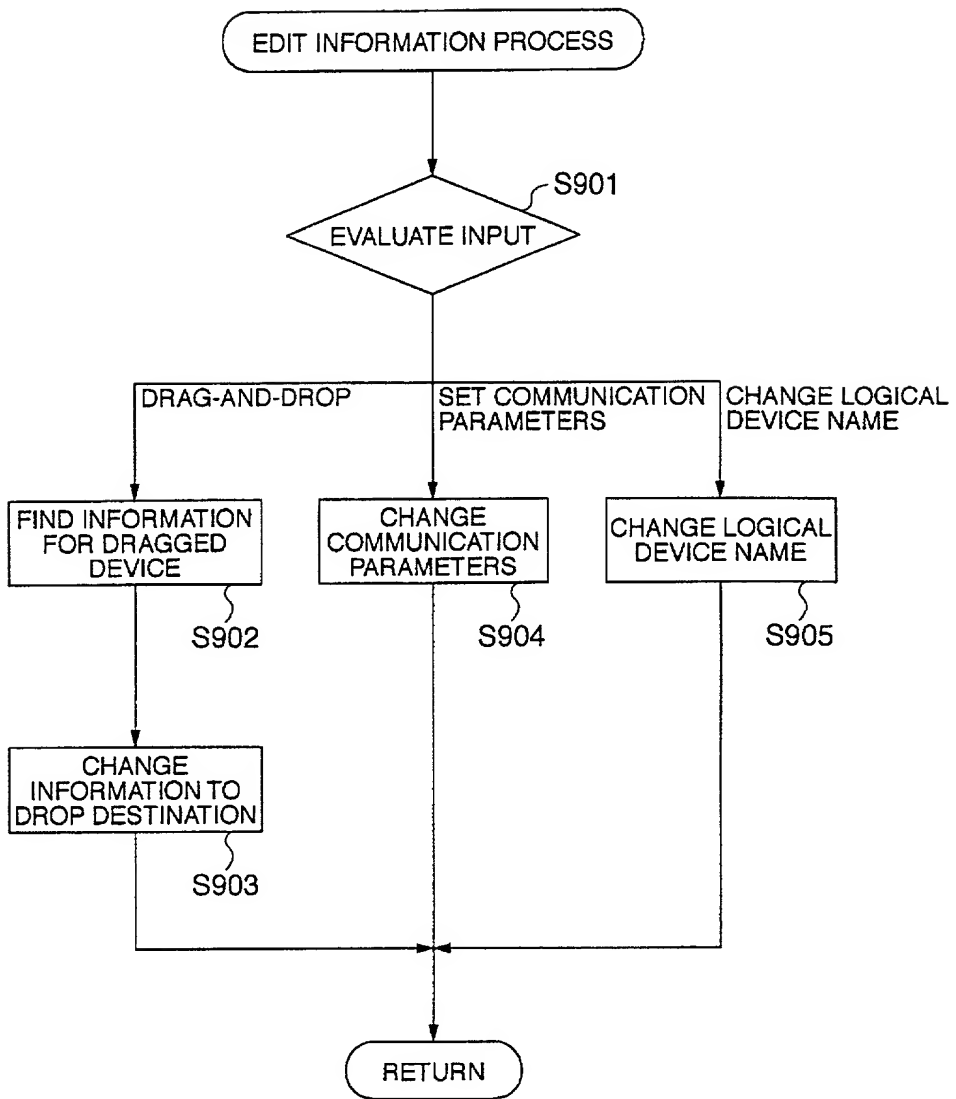 EDIT INFORMATION PROCESS
S901
EVALUATE INPUT
DRAG-AND-DROP
SET COMMUNICATION
PARAMETERS
CHANGE LOGICAL
DEVICE NAME
FIND INFORMATION
FOR DRAGGED
DEVICE
S902
CHANGE
COMMUNICATION
PARAMETERS
S904
CHANGE LOGICAL
DEVICE NAME
S905
CHANGE
INFORMATION TO
DROP DESTINATION
S903
RETURN